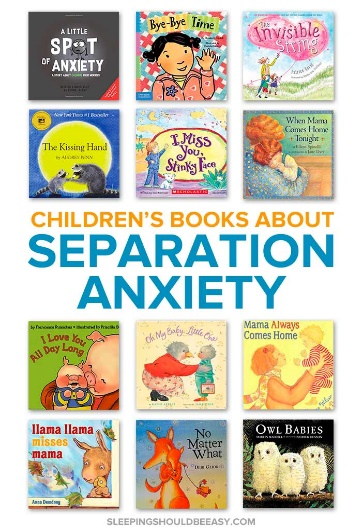 A LITTLE
SPOT
OF ANXIETY
Bye-Bye Time
The
Invisible
String
New York Times #1 Bestseller
The Kissing Hand
by AUDREY PENN
I Miss
You,
Stinky Face
SCHOLASTIC
When Mama
Comes Home
Tonight
CHILDREN'S BOOKS ABOUT
SEPARATION
ANXIETY
I Love You
All Day Long
Oh My Baby, Little One
Mama Always
Comes Home
llama llama
misses
mama
Anna Dewdney
No
Matter
What
Debi Gliori
OWL BABIES
SLEEPINGSHOULDBEEASY.COM